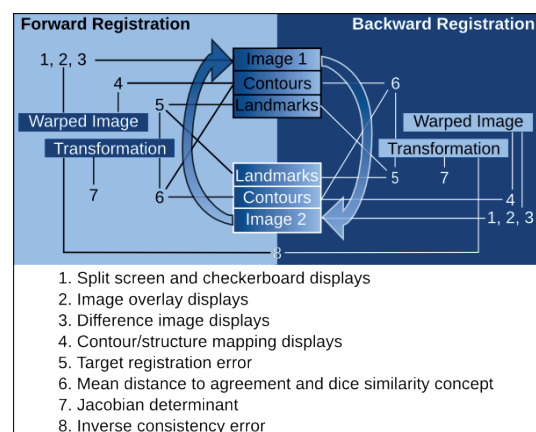 Forward Registration
Backward Registration
1, 2, 3
Image 1
4
Contours
6
5
Landmarks
Warped Image
Warped Image
Transformation
Transformation
7
6
Landmarks
5
7
Contours
4
Image 2
1, 2, 3
8
1. Split screen and checkerboard displays
2. Image overlay displays
3. Difference image displays
4. Contour/structure mapping displays
5. Target registration error
6. Mean distance to agreement and dice similarity concept
7. Jacobian determinant
8. Inverse consistency error